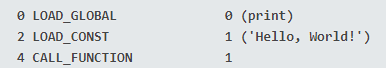 0 LOAD_GLOBAL 0 (print)
2 LOAD_CONST 1 ('Hello, World!')
4 CALL_FUNCTION 1